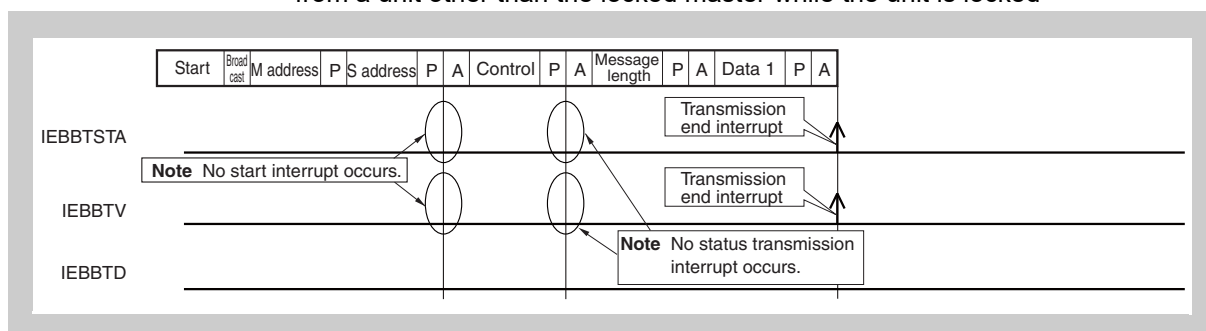 from a unit other than the locked master while the unit is locked
Start Broad cast M address P S address P A Control P A Message length P A Data 1 P A
Transmission end interrupt
IEBBTSTA
Note No start interrupt occurs.
Transmission end interrupt
IEBBTV
Note No status transmission
interrupt occurs.
IEBBTD